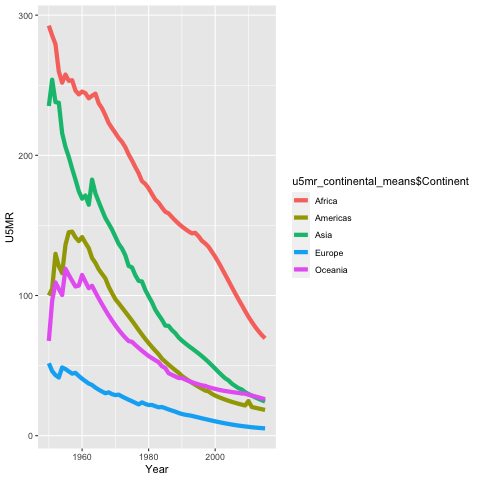 300
200
100
0
U5MR
1960
1980
2000
Year
u5mr_continental_means$Continent
Africa
Americas
Asia
Europe
Oceania